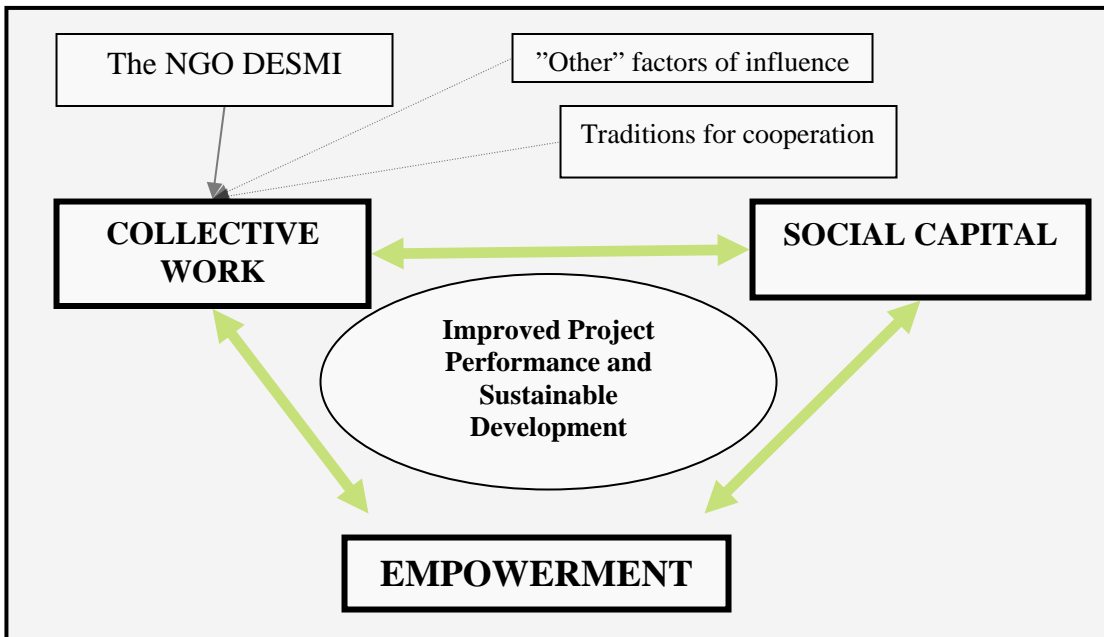 The NGO DESMI
”Other” factors of influence
Traditions for cooperation
COLLECTIVE
WORK
SOCIAL CAPITAL
Improved Project
Performance and
Sustainable
Development
EMPOWERMENT